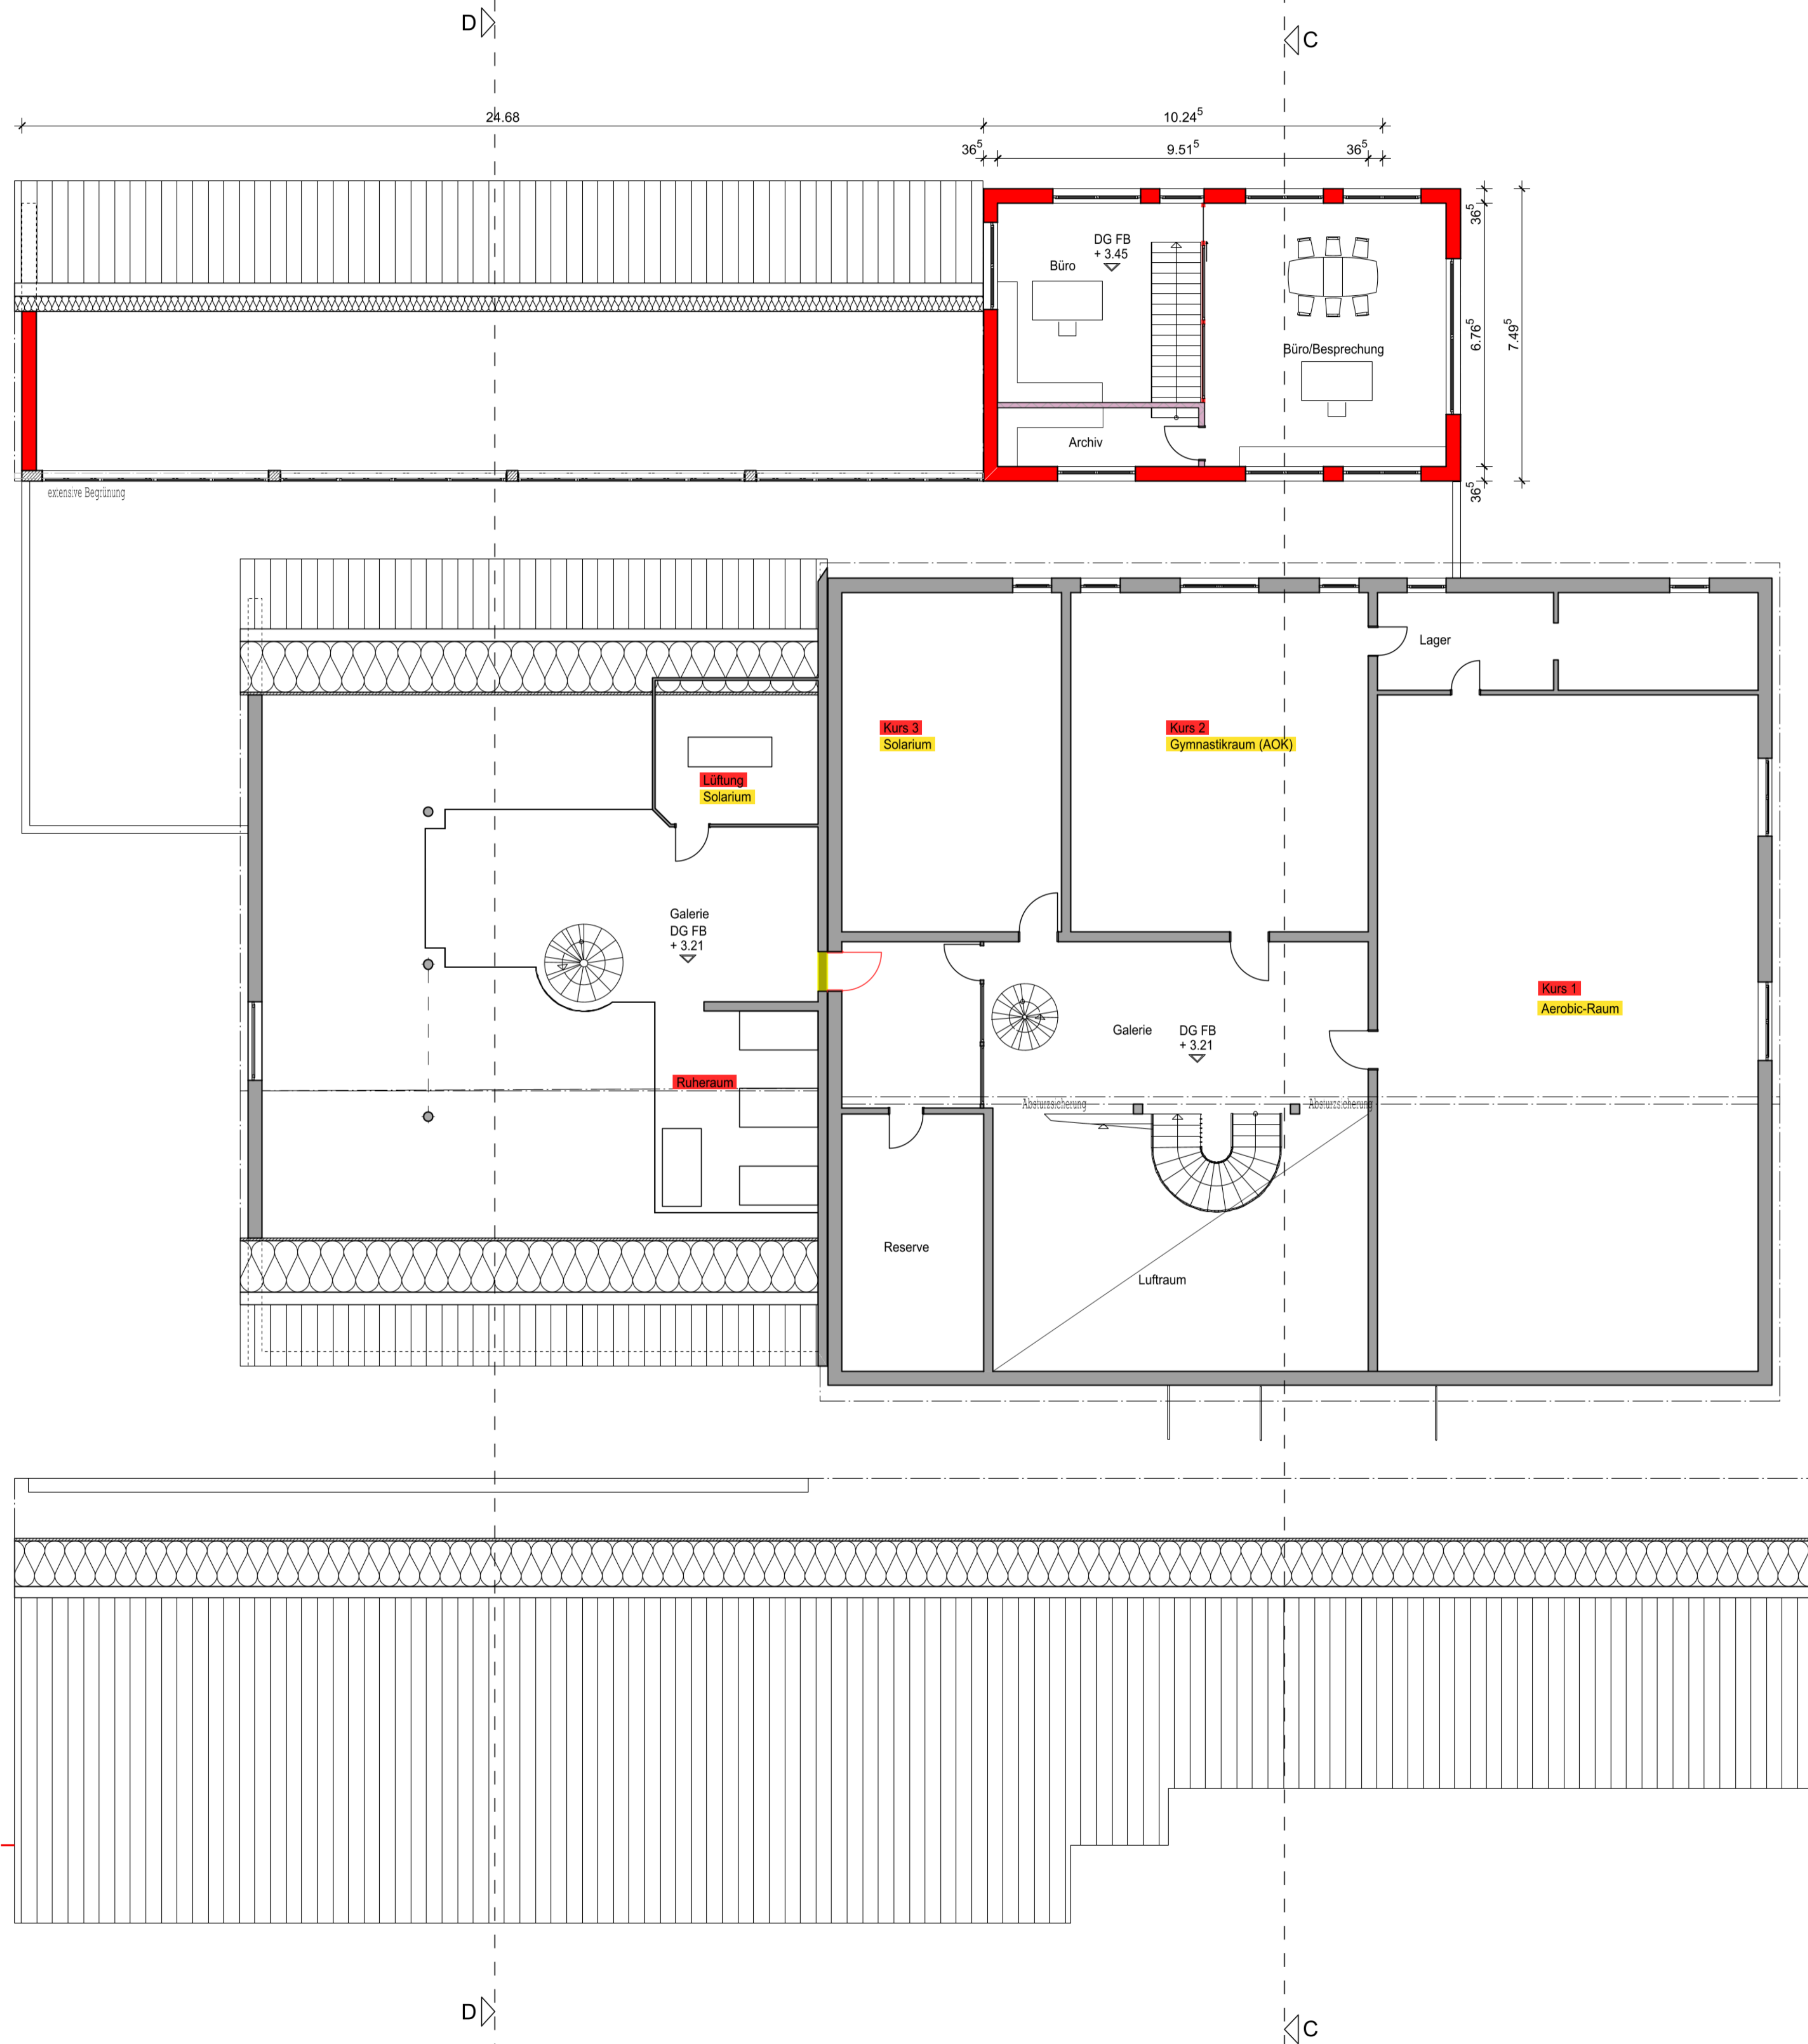 D
C
24.68
10.24⁵
36⁵
9.51⁵
36⁵
DG FB
+ 3.45
Büro
36⁵
6.76⁵
7.49⁵
Büro/Besprechung
Archiv
36⁵
extensive Begrünung
Lager
Kurs 3
Solarium
Kurs 2
Gymnastikraum (AOK)
Lüftung
Solarium
Galerie
DG FB
+ 3.21
Kurs 1
Aerobic-Raum
Galerie
DG FB
+ 3.21
Ruheraum
Absturzsicherung
Absturzsicherung
Reserve
Luftraum
D
C